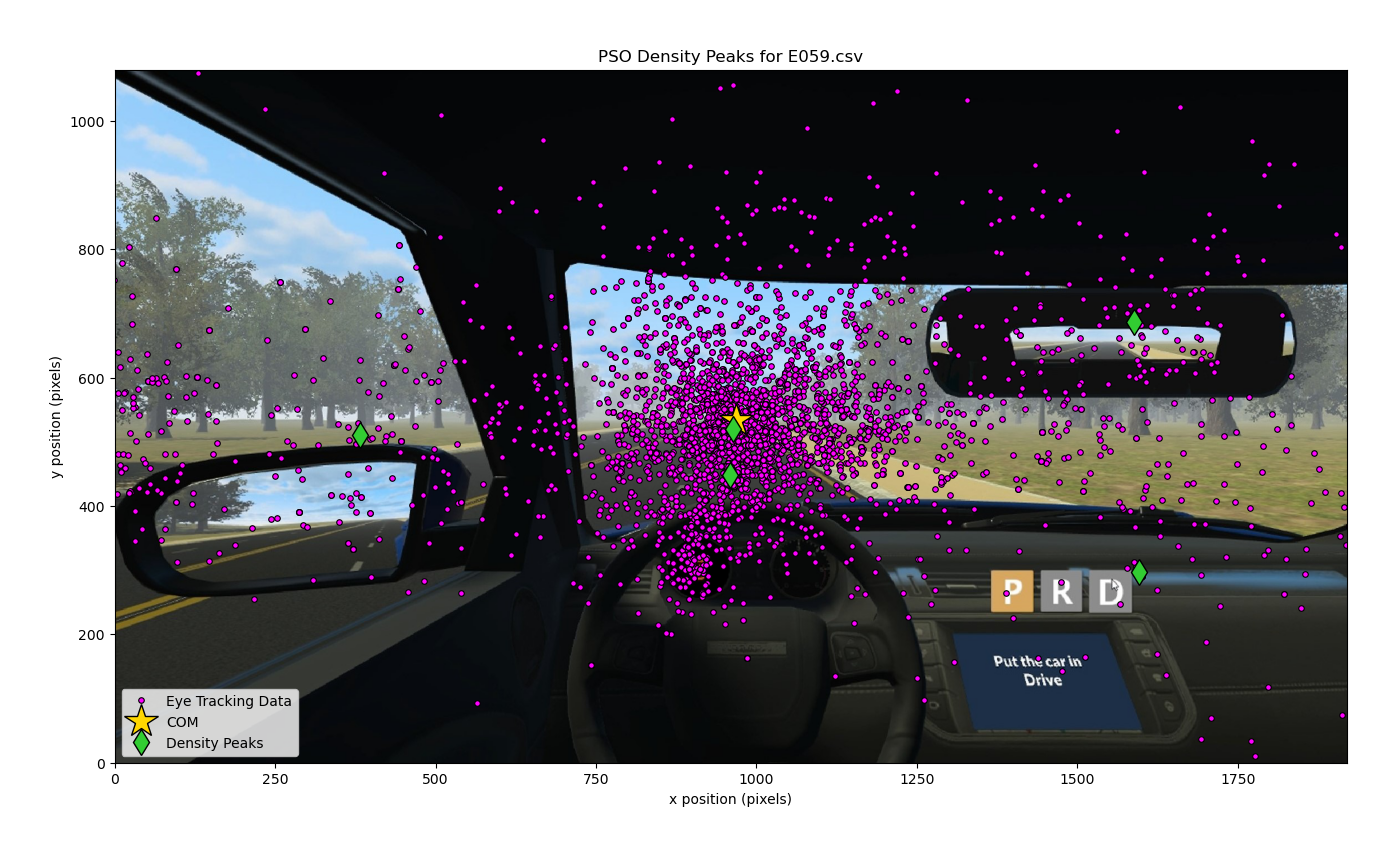 PSO Density Peaks for E059.csv
1000
800
600
400
200
0
y position (pixels)
P R D
Put the car in
Drive
Eye Tracking Data
COM
Density Peaks
0 250 500 750 1000 1250 1500 1750
x position (pixels)